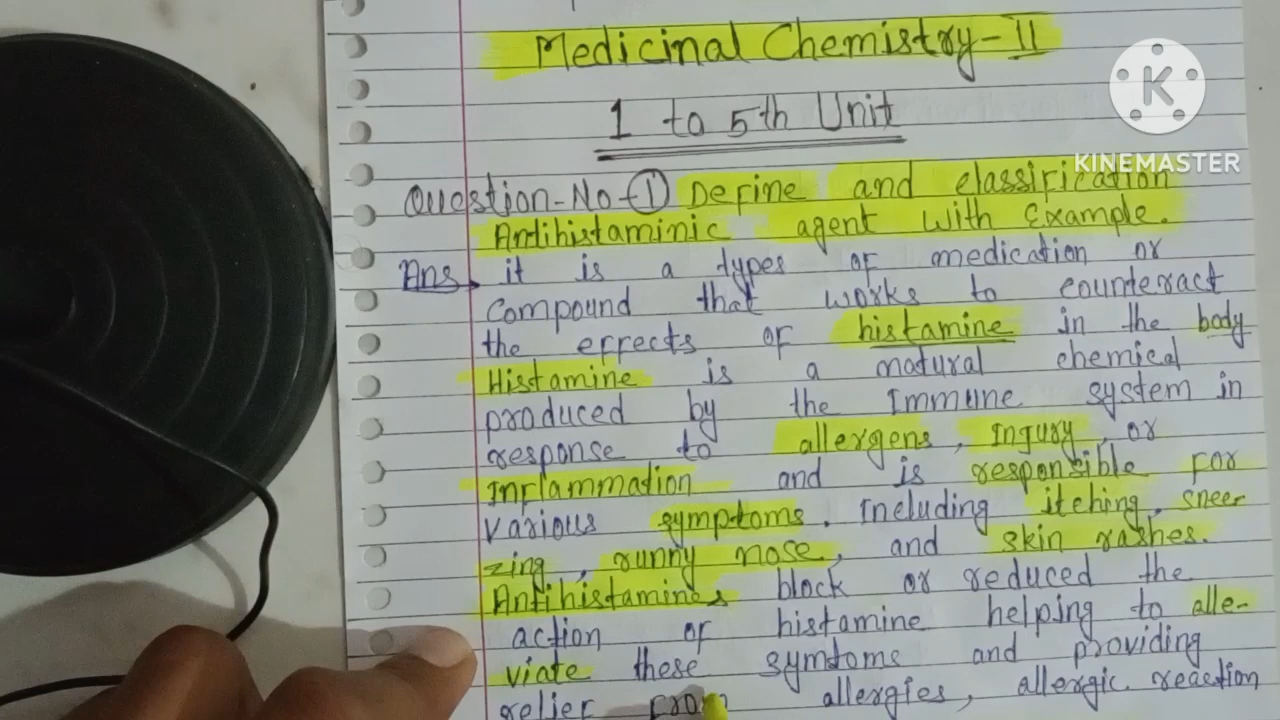 Medicinal Chemistry-II
1 to 5th Unit
K
KINEMASTER
Question-No-① Define and classification
Antihistaminic agent with Example.
Ans it is a types of medication or
compound that works to counteract
the effects of histamine in the body
Histamine is a natural chemical
produced by the Immune system in
response to allergens, Injury, or
Inflammation and is responsible for
various symptoms. Including itching, snee
zing, runny nose, and skin rashes.
Antihistamines block or reduced the
action of histamine helping to alle-
viate these symtoms and providing
relief from allergies, allergic reaction